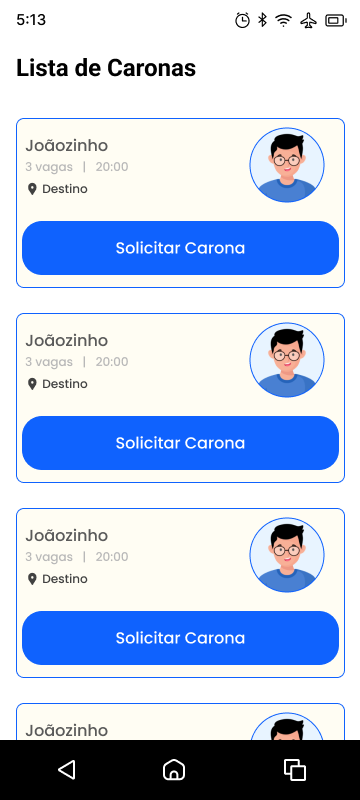 5:13
Lista de Caronas
Joãozinho
3 vagas | 20:00
Destino
Solicitar Carona
Joãozinho
3 vagas | 20:00
Destino
Solicitar Carona
Joãozinho
3 vagas | 20:00
Destino
Solicitar Carona
Joãozinho